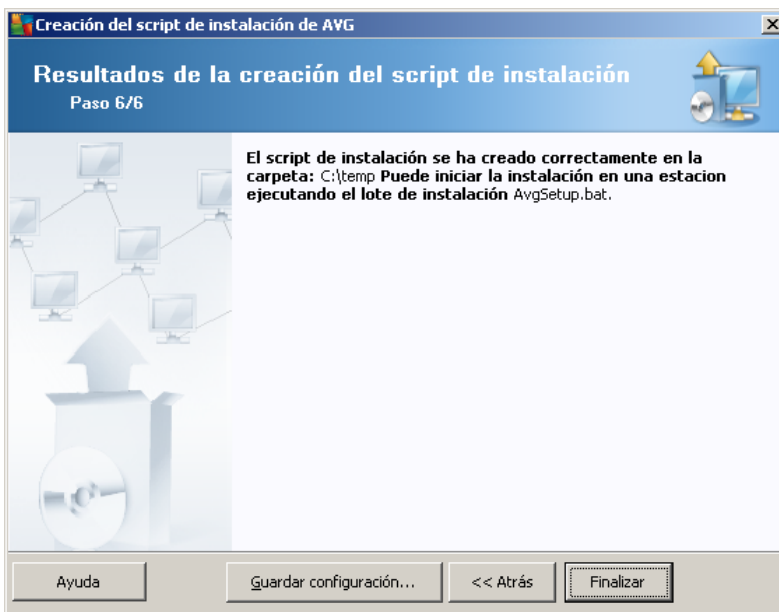 Creación del script de instalación de AVG
Resultados de la creación del script de instalación
Paso 6/6
El script de instalación se ha creado correctamente en la
carpeta: C:\temp Puede iniciar la instalación en una estacion
ejecutando el lote de instalación AvgSetup.bat.
Ayuda
Guardar configuración...
<< Atrás
Finalizar